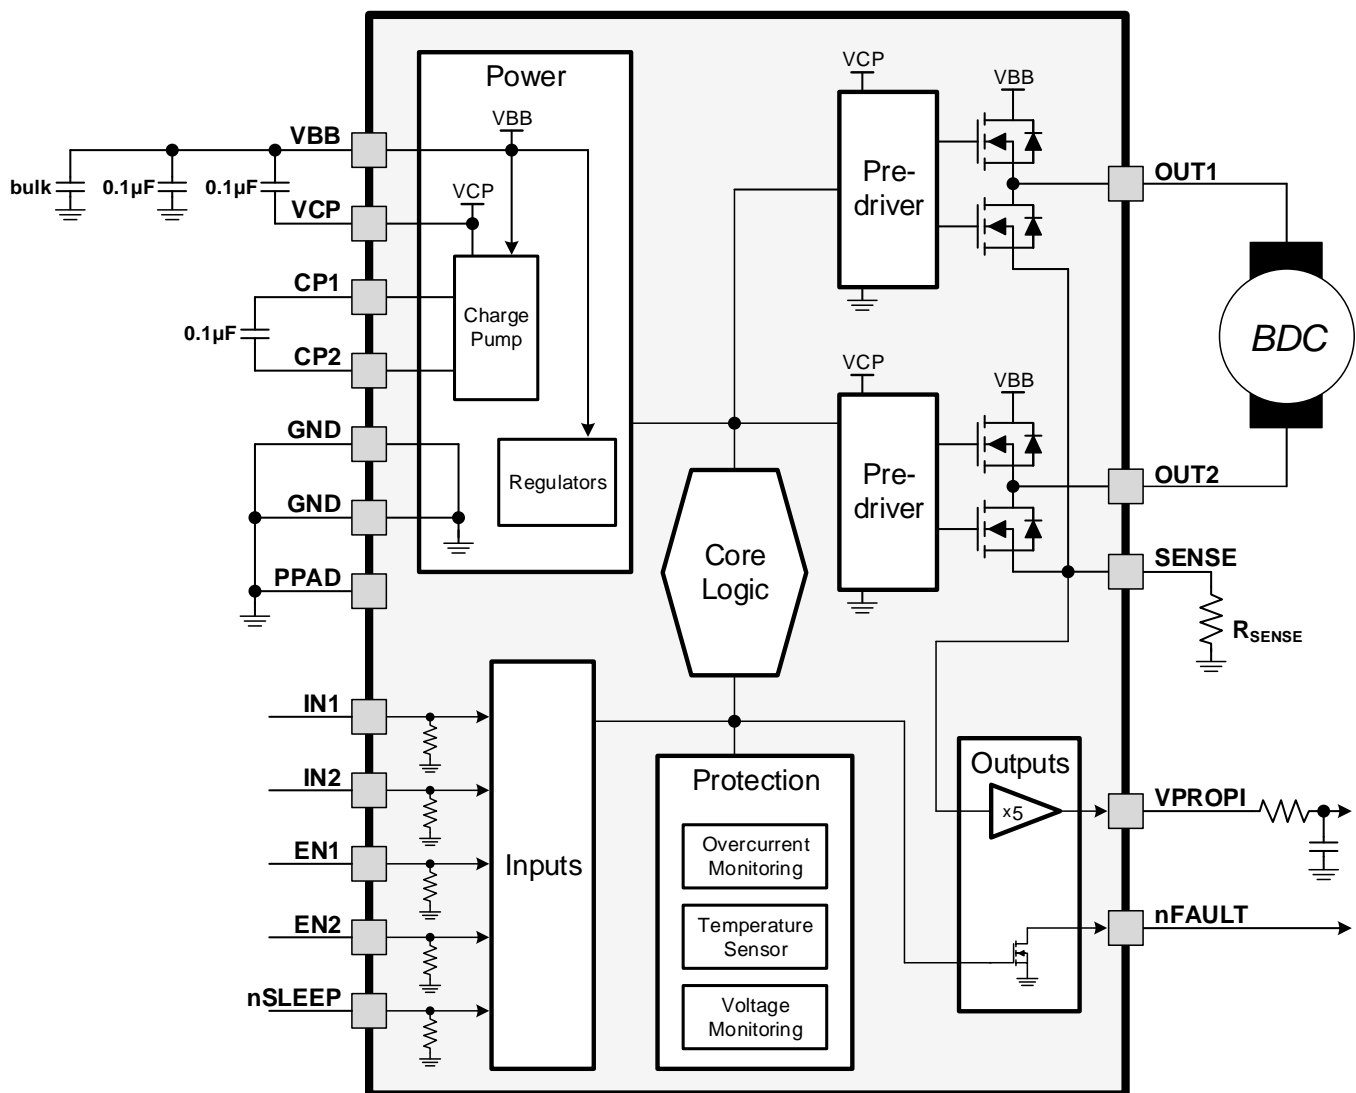 Power
VBB
VCP
Charge
Pump
Regulators
VBB
bulk
0.1µF
0.1µF
VCP
CP1
0.1µF
CP2
GND
GND
PPAD
IN1
IN2
EN1
EN2
nSLEEP
Inputs
Core
Logic
Protection
Overcurrent
Monitoring
Temperature
Sensor
Voltage
Monitoring
VCP
Pre-
driver
VBB
VCP
Pre-
driver
VBB
OUT1
BDC
OUT2
SENSE
RSENSE
Outputs
x5
VPROPI
nFAULT